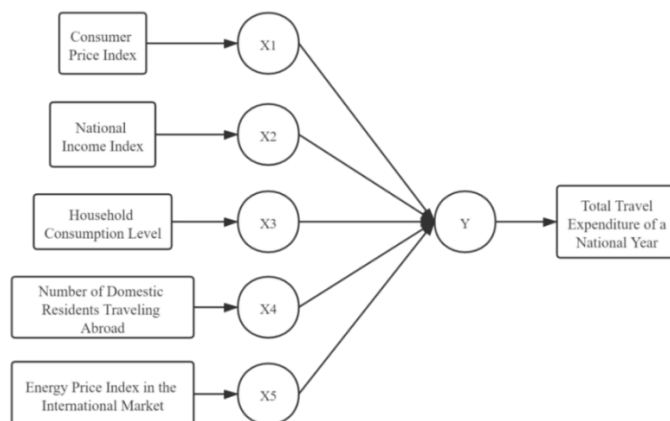 Consumer
Price Index
X1
National
Income Index
X2
Household
Consumption Level
X3
Y
Total Travel
Expenditure of a
National Year
Number of Domestic
Residents Traveling
Abroad
X4
Energy Price Index in the
International Market
X5